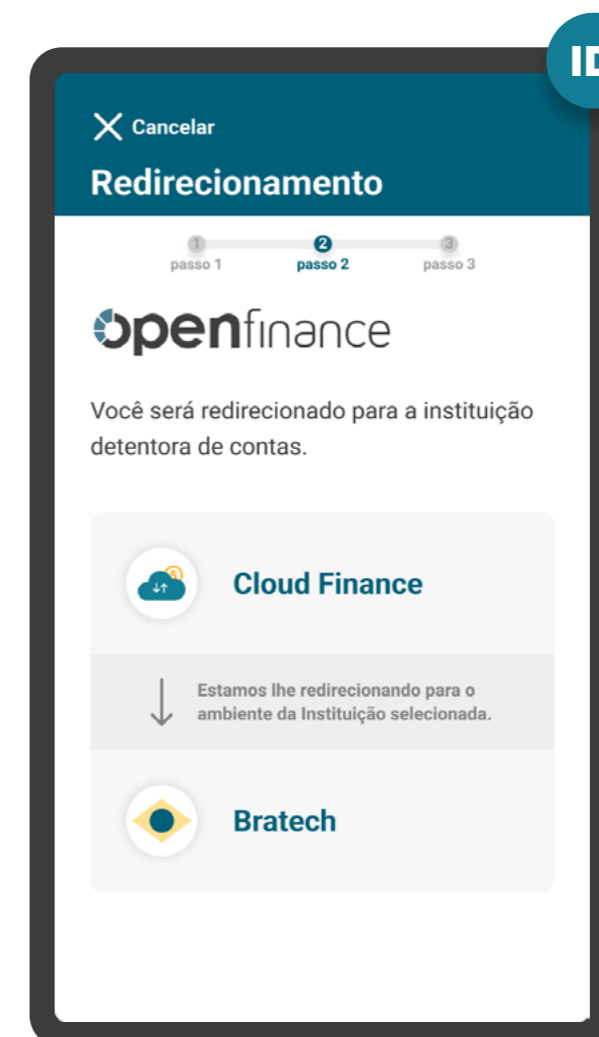 ID
Cancelar
Redirecionamento
1 2 3
passo 1 passo 2 passo 3
openfinance
Você será redirecionado para a instituição
detentora de contas.
$
Cloud Finance
Estamos lhe redirecionando para o
ambiente da Instituição selecionada.
Bratech